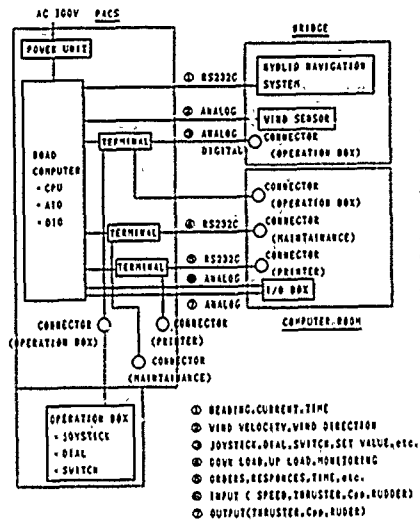 AC 100V PACS
POWER UNIT
BOAD
COMPUTER
• CPU
• AIO
• DIO
TERMINAL
TERMINAL
TERMINAL
① RS232C
② ANALOG
③ ANALOG
DIGITAL
④ RS232C
⑤ RS232C
⑥ ANALOG
⑦ ANALOG
BRIDGE
HYBLID NAVIGATION
SYSTEM
WIND SENSOR
CONNECTOR
(OPERATION BOX)
CONNECTOR
(OPERATION BOX)
CONNECTOR
(MAINTAINANCE)
CONNECTOR
(PRINTER)
I/O BOX
COMPUTER ROOM
CONNECTOR
(OPERATION BOX)
CONNECTOR
(PRINTER)
CONNECTOR
(MAINTAINANCE)
OPERATION BOX
• JOYSTICK
• DIAL
• SWITCH
① HEADING,CURRENT,TIME
② WIND VELOCITY,WIND DIRECTION
③ JOYSTICK,DIAL,SWITCH,SET VALUE,etc.
④ DOWN LOAD,UP LOAD,MONITORING
⑤ ORDERS,RESPONCES,TIME,etc.
⑥ INPUT ( SPEED,THRUSTER,Cpp,RUDDER)
⑦ OUTPUT(THRUSTER,Cpp,RUDER)